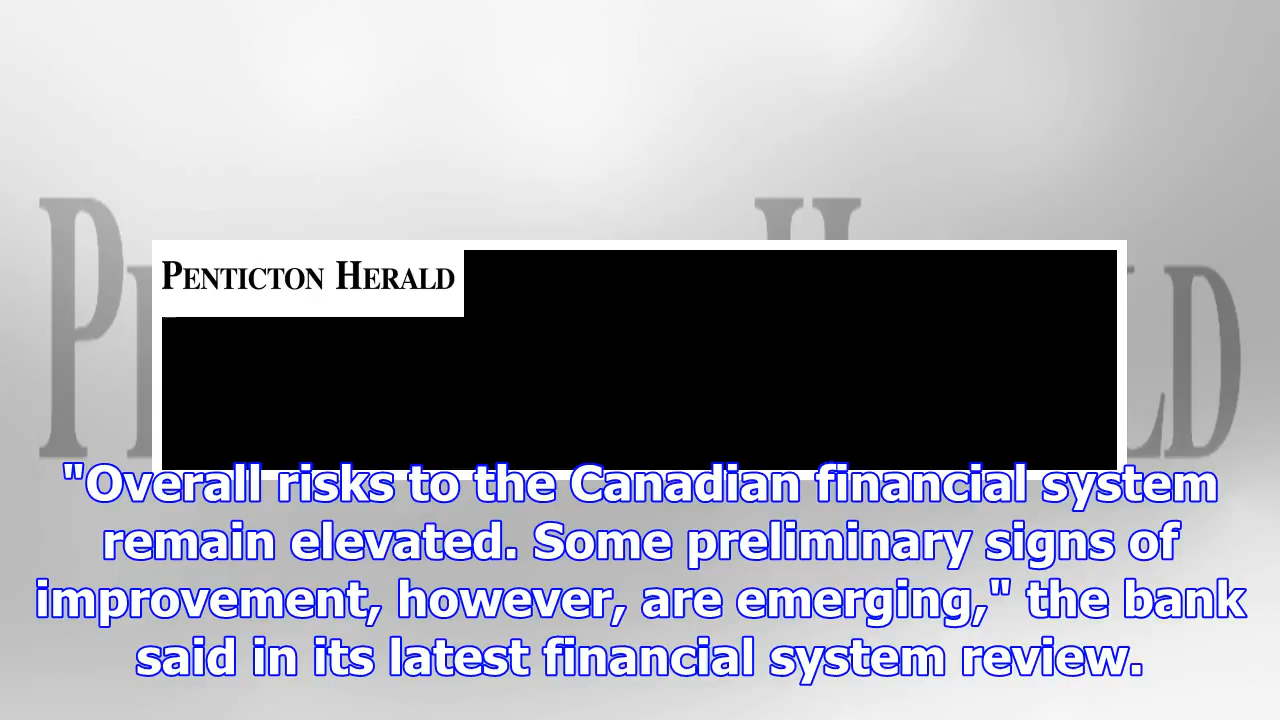 PENTICTON HERALD
"Overall risks to the Canadian financial system
remain elevated. Some preliminary signs of
improvement, however, are emerging," the bank
said in its latest financial system review.